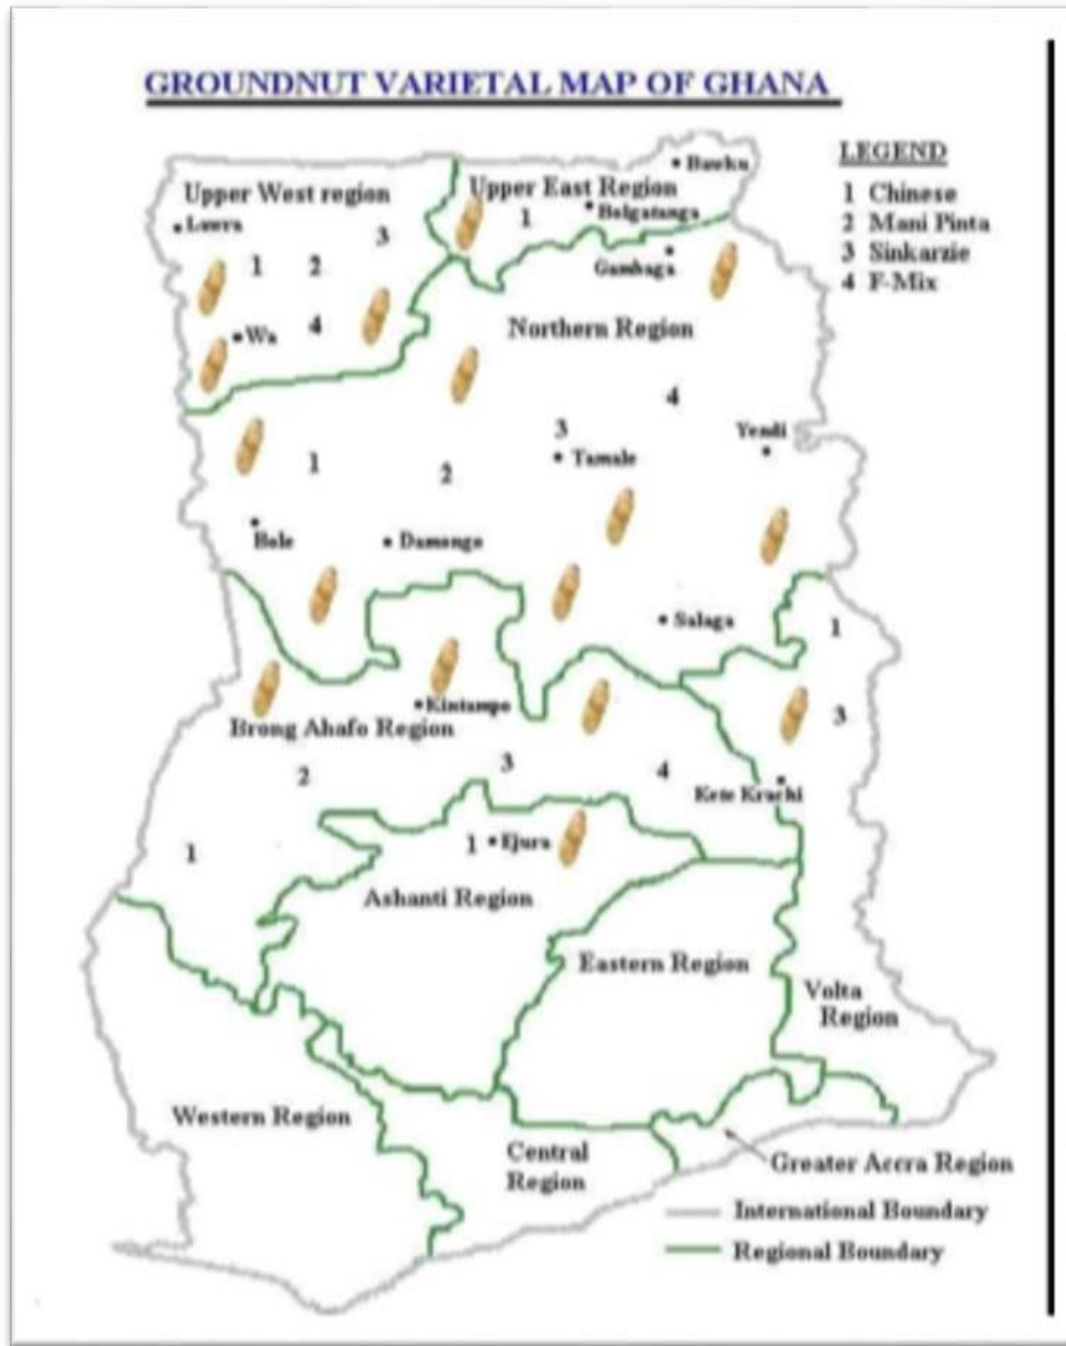 GROUNDNUT VARIETAL MAP OF GHANA
LEGEND
1 Chinese
2 Mani Pinta
3 Sinkarzie
4 F-Mix
Bawku
Upper West region
Upper East Region
Lawra
1
Bolgatanga
3
1 2
Gambaga
Wa
4
Northern Region
4
3
Yendi
Tamale
1
2
Bole
Damongo
Salaga
1
Kintampo
3
Brong Ahafo Region
3
2
4
Kete Krachi
1
1
Ejura
Ashanti Region
Eastern Region
Volta
Region
Western Region
Central
Region
Greater Accra Region
International Boundary
Regional Boundary